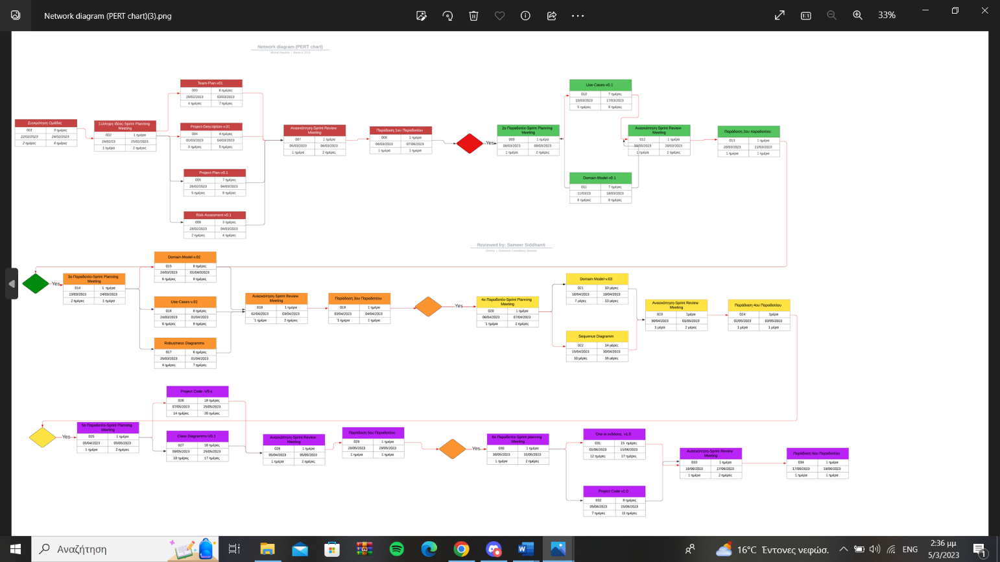 Network diagram (PERT chart)(3).png
33%
Network diagram (PERT chart)
Team-Plan-v01
003 6 ημέρες
26/02/2023 03/03/2023
4 ημέρες 7 ημέρες
Συγκρότηση Ομάδας
001 3 ημέρες
22/02/2023 24/02/2023
2 ημέρες 4 ημέρες
Σύλληψη Ιδέας-Sprint Planning
Meeting
002 1 ημέρα
24/02/23 25/02/2023
1 ημέρα 2 ημέρες
Project-Description-v.01
004 4 ημέρες
01/03/2023 04/03/2023
3 ημέρες 5 ημέρες
Project-Plan-v0.1
005 7 ημέρες
26/02/2023 04/03/2023
5 ημέρες 8 ημέρες
Risk-Assesment-v0.1
006 3 ημέρες
28/02/2023 04/03/2023
2 ημέρες 4 ημέρες
Ανασκόπηση-Sprint Review
Meeting
007 1 ημέρα
05/03/2023 06/03/2023
1 ημέρα 2 ημέρες
Παράδοση 1ου Παραδοτέου
008 1 ημέρα
06/03/2023 07/06/2023
1 ημέρα 1 ημέρα
Yes
2ο Παραδοτέο-Sprint Planning
Meeting
009 1 ημέρα
08/03/2023 09/03/2023
1 ημέρα 2 ημέρες
Use-Cases-v0.1
010 7 ημέρες
10/03/2023 17/03/2023
5 ημέρες 8 ημέρες
Domain-Model-v0.1
011 7 ημέρες
11/03/23 18/03/2023
6 ημέρες 8 ημέρες
Ανασκόπηση-Sprint Review
Meeting
012 1 ημέρα
18/03/2023 20/03/2023
1 ημέρα 2 ημέρες
Παράδοση 2ου παραδοτέου
013 1 ημέρα
20/03/2023 21/03/2023
1 ημέρα 1 ημέρα
Reviewed by: Sameer Siddhanti
Yes
3ο Παραδοτέο-Sprint Planning
Meeting
014 1 ημέρα
23/03/2023 24/03/2023
2 ημέρες 1 ημέρα
Domain-Model-v.02
015 8 ημέρες
24/03/2023 01/04/02023
6 ημέρες 9 ημέρες
Use-Cases-v.02
016 8 ημέρες
24/03/2023 01/04/2023
6 ημέρες 9 ημέρες
Robustness Diagramms
017 6 ημέρες
26/03/2023 01/04/2023
4 ημέρες 7 ημέρες
Ανασκόπηση-Sprint Review
Meeting
018 1 ημέρα
02/04/2023 03/04/2023
'1 ημέρα 2 ημέρες
Παράδοση 3ου Παραδοτέου
019 1 ημέρα
03/04/2023 04/04/2023
'1 ημέρα 1 ημέρα
Yes
4ο Παραδοτέο-Sprint Planning
Meeting
020 1 ημέρα
06/04/2023 07/04/2023
'1 ημέρα 2 ημέρες
Domain-Model-v.03
021 10 μέρες
10/04/2023 19/04/2023
7 μέρες 13 μέρες
Sequence Diagramm
022 14 μέρες
15/04/2023 30/04/2023
10 μέρες 16 μέρες
Ανασκόπηση-Sprint Review
Meeting
023 1μέρα
30/04/2023 01/05/2023
1 μέρα 2 μέρες
Παράδοση 4ου Παραδοτέου
024 1μερα
02/05/2023 03/05/2023
1 μέρα 1 μέρα
Yes
5ο Παραδοτέο-Sprint Planning
Meeting
025 1 ημέρα
05/04/2023 05/05/2023
1 ημέρα 2 ημέρες
Project Code -V0.x
026 18 ημέρες
07/05/2023 25/05/2023
14 ημέρες 20 ημέρες
Class Diagramms-V0.1
027 16 ημέρες
09/05/2023 25/05/2023
10 ημέρες 17 ημέρες
Ανασκόπηση-Sprint Review
Meeting
028 1 ημέρα
05/04/2023 05/05/2023
1 ημέρα 2 ημέρες
Παράδοση 5ου Παραδοτέου
029 1 ημέρα
28/05/2023 29/05/2023
1 ημέρα 1 ημέρα
Yes
6ο Παραδοτέο-Sprint planning
Meeting
030 1 ημέρα
30/05/2023 31/05/2023
1 ημέρα 2 ημέρες
Όλα οι εκδόσεις v1.0
031 15 ημέρες
01/06/2023 15/06/2023
12 ημέρες 17 ημέρες
Project Code v1.0
032 9 ημέρες
05/06/2023 15/06/2023
7 ημέρες 11 ημέρες
Ανασκόπηση-Sprint Review
Meeting
033 1 ημέρα
16/06/2023 17/06/2023
1 ημέρα 2 ημέρες
Παράδοση 6ου Παραδοτέου
034 1 ημέρα
17/06/2023 18/06/2023
1 ημέρα 1 ημέρα
Αναζήτηση
16°C Έντονες νεφώσ.
ENG
2:36 μμ
5/3/2023
1